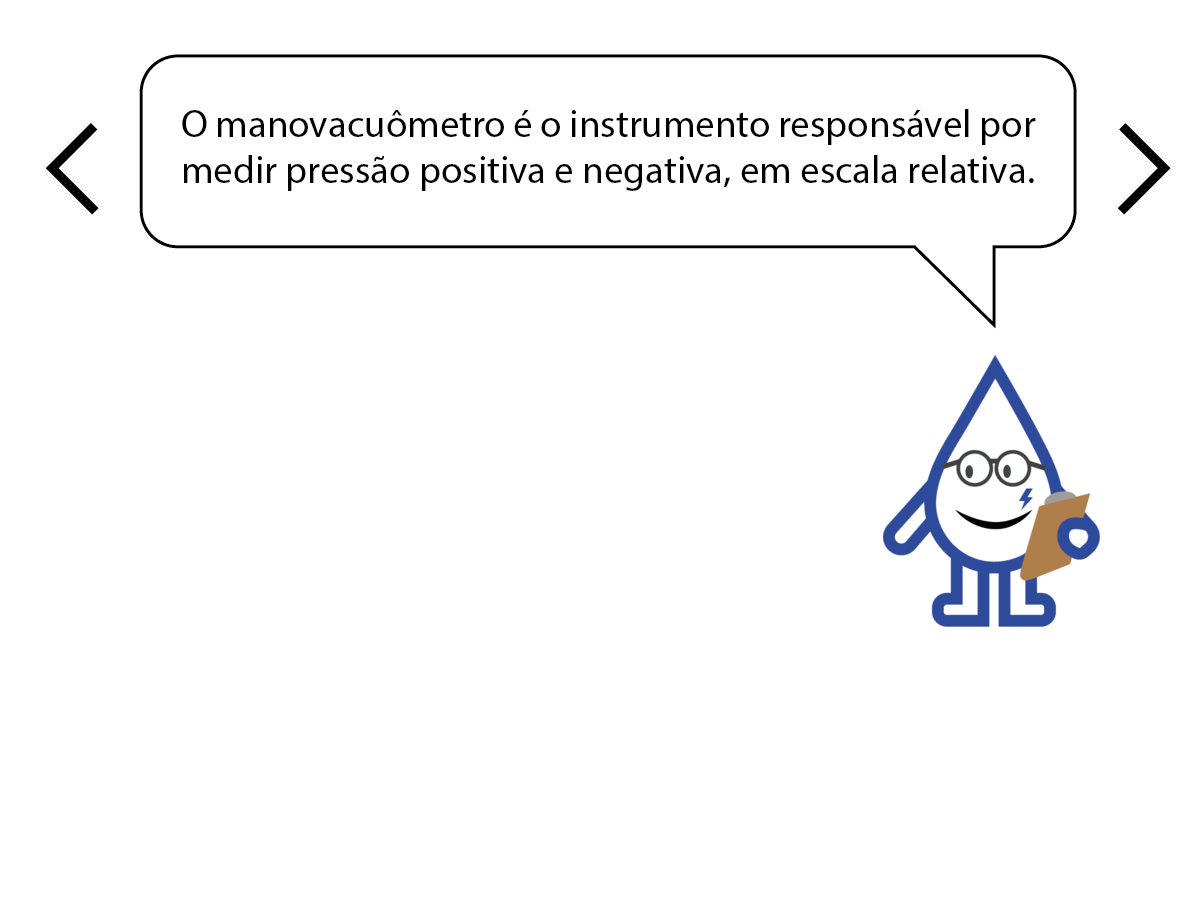 O manovacuômetro é o instrumento responsável por
medir pressão positiva e negativa, em escala relativa.